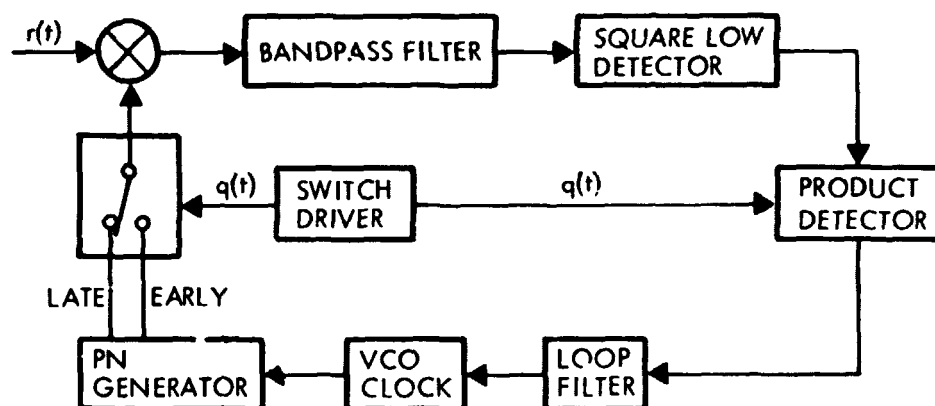 r(t)
BANDPASS FILTER
SQUARE LOW
DETECTOR
q(t)
SWITCH
DRIVER
q(t)
PRODUCT
DETECTOR
LATE
EARLY
PN
GENERATOR
VCO
CLOCK
LOOP
FILTER